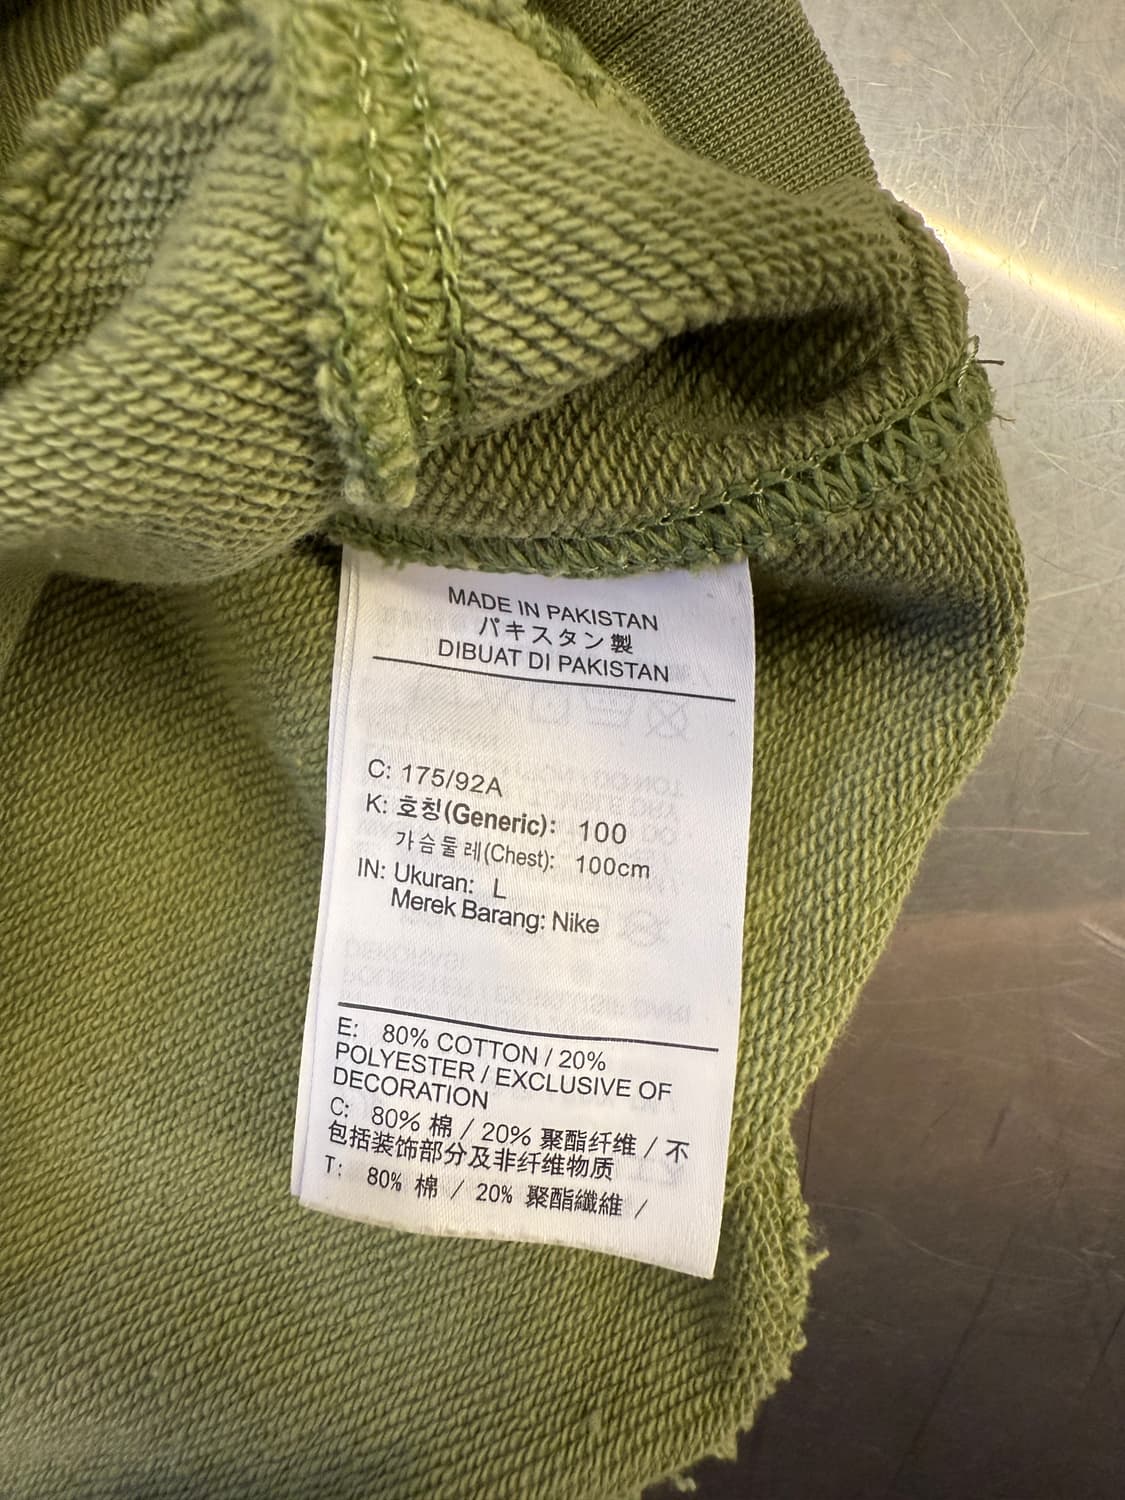 MADE IN PAKISTAN
パキスタン製
DIBUAT DI PAKISTAN
C: 175/92A
K: 호칭(Generic): 100
가슴둘레(Chest): 100cm
IN: Ukuran: L
Merek Barang: Nike
E: 80% COTTON / 20%
POLYESTER / EXCLUSIVE OF
DECORATION
C: 80% 棉 / 20% 聚酯纤维 / 不
包括装饰部分及非纤维物质
T: 80% 棉 / 20% 聚酯纖維 /